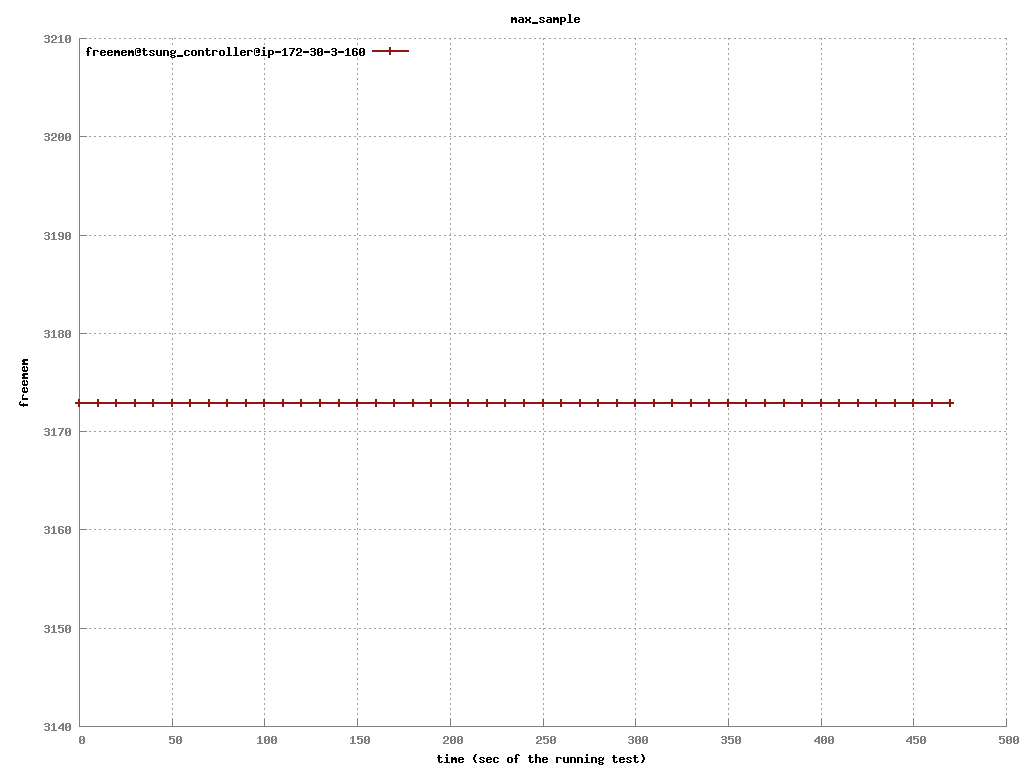 max_sample
3210
freemem@tsung_controller@ip-172-30-3-160
3200
3190
3180
freemem
3170
3160
3150
3140
0 50 100 150 200 250 300 350 400 450 500
time (sec of the running test)